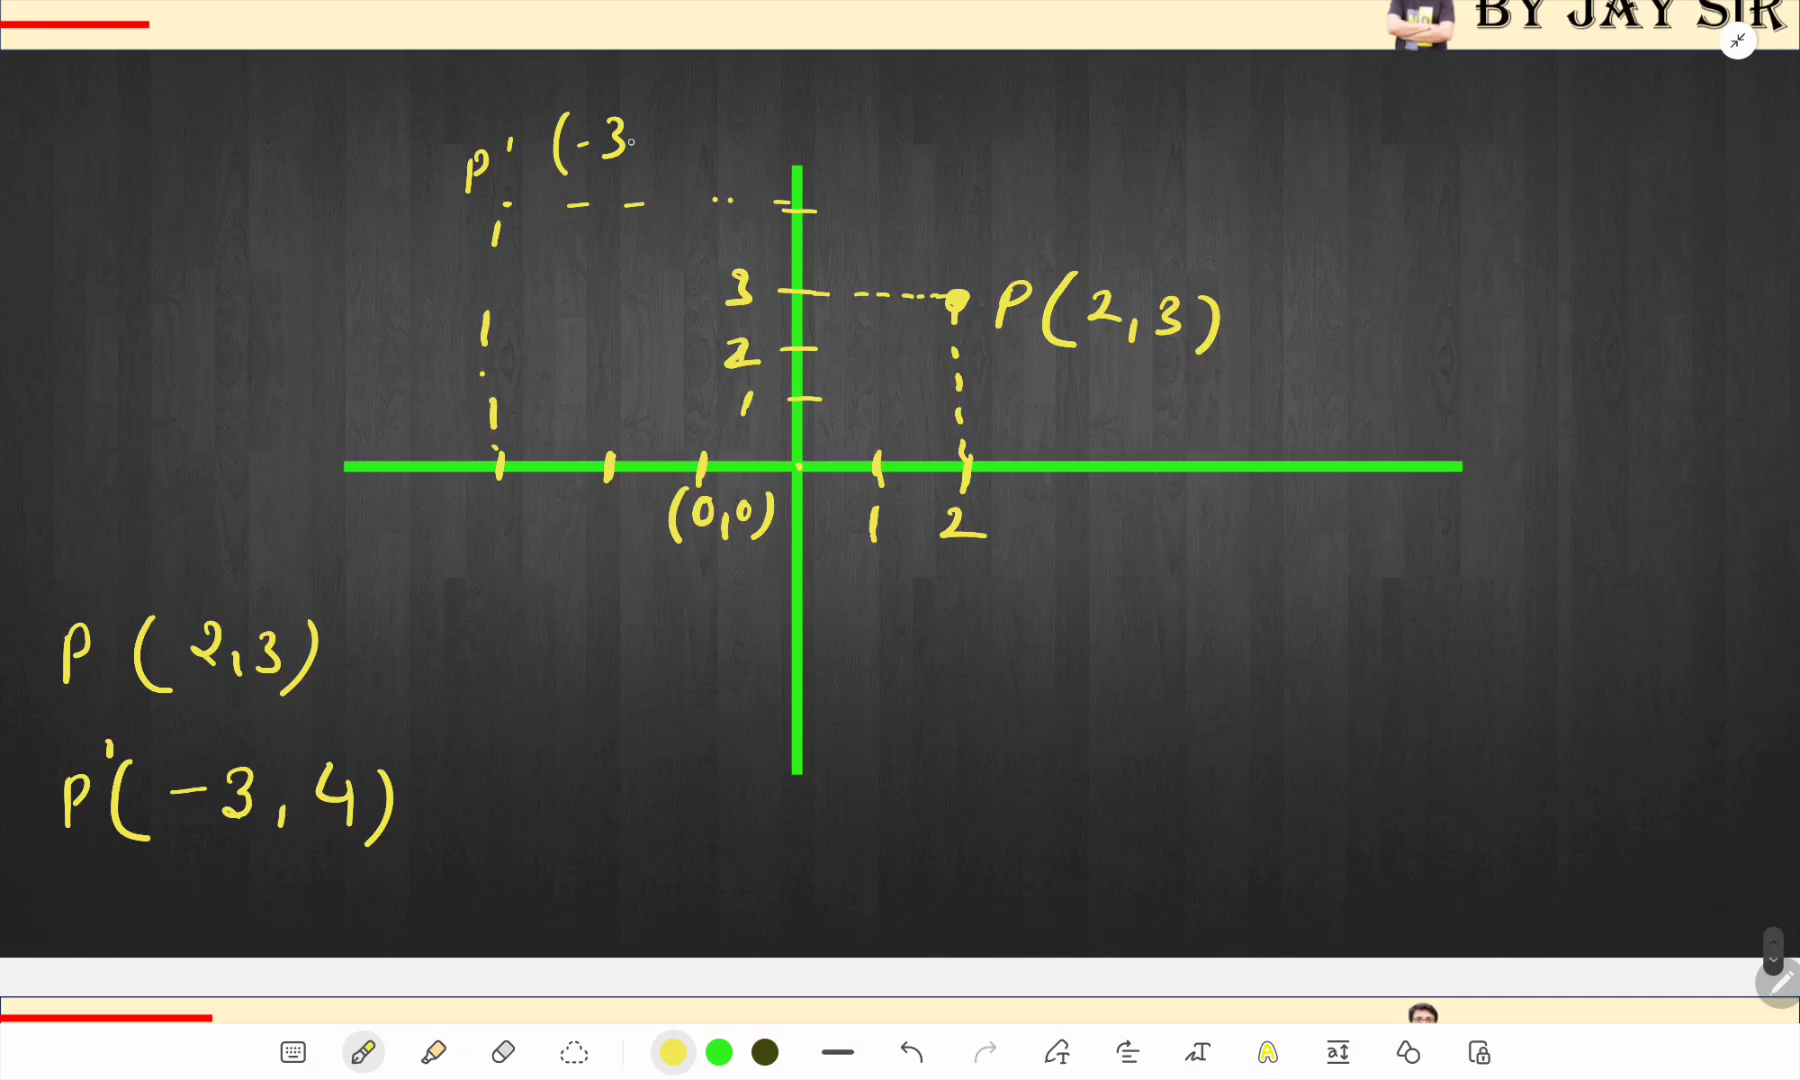 BY JAY SIR
P' (-3
3
P(2,3)
2
1
(0,0)
1
2
P (2,3)
P'(-3,4)